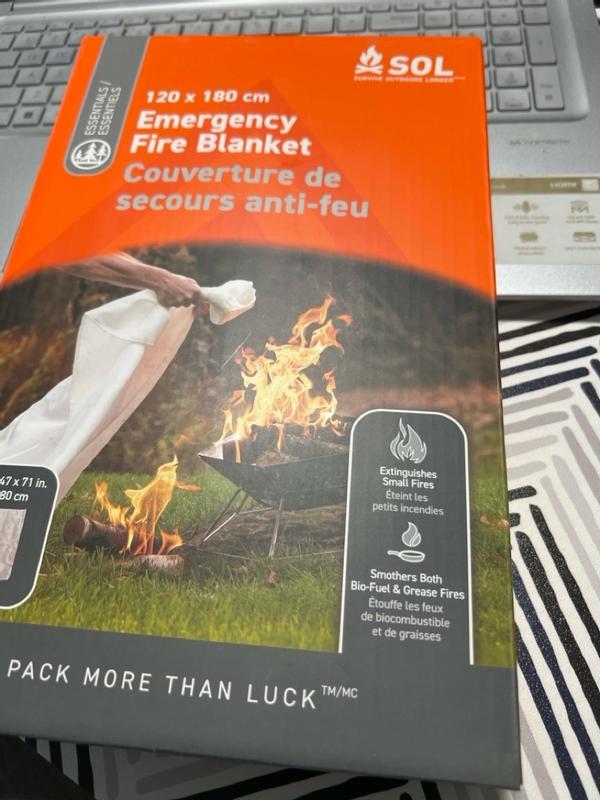 ESSENTIALS /
ESSENTIELS
SOL
SURVIVE OUTDOORS LONGER
120 x 180 cm
Emergency
Fire Blanket
Couverture de
secours anti-feu
47 x 71 in.
80 cm
Extinguishes
Small Fires
Éteint les
petits incendies
Smothers Both
Bio-Fuel & Grease Fires
Étouffe les feux
de biocombustible
et de graisses
PACK MORE THAN LUCK™/MC